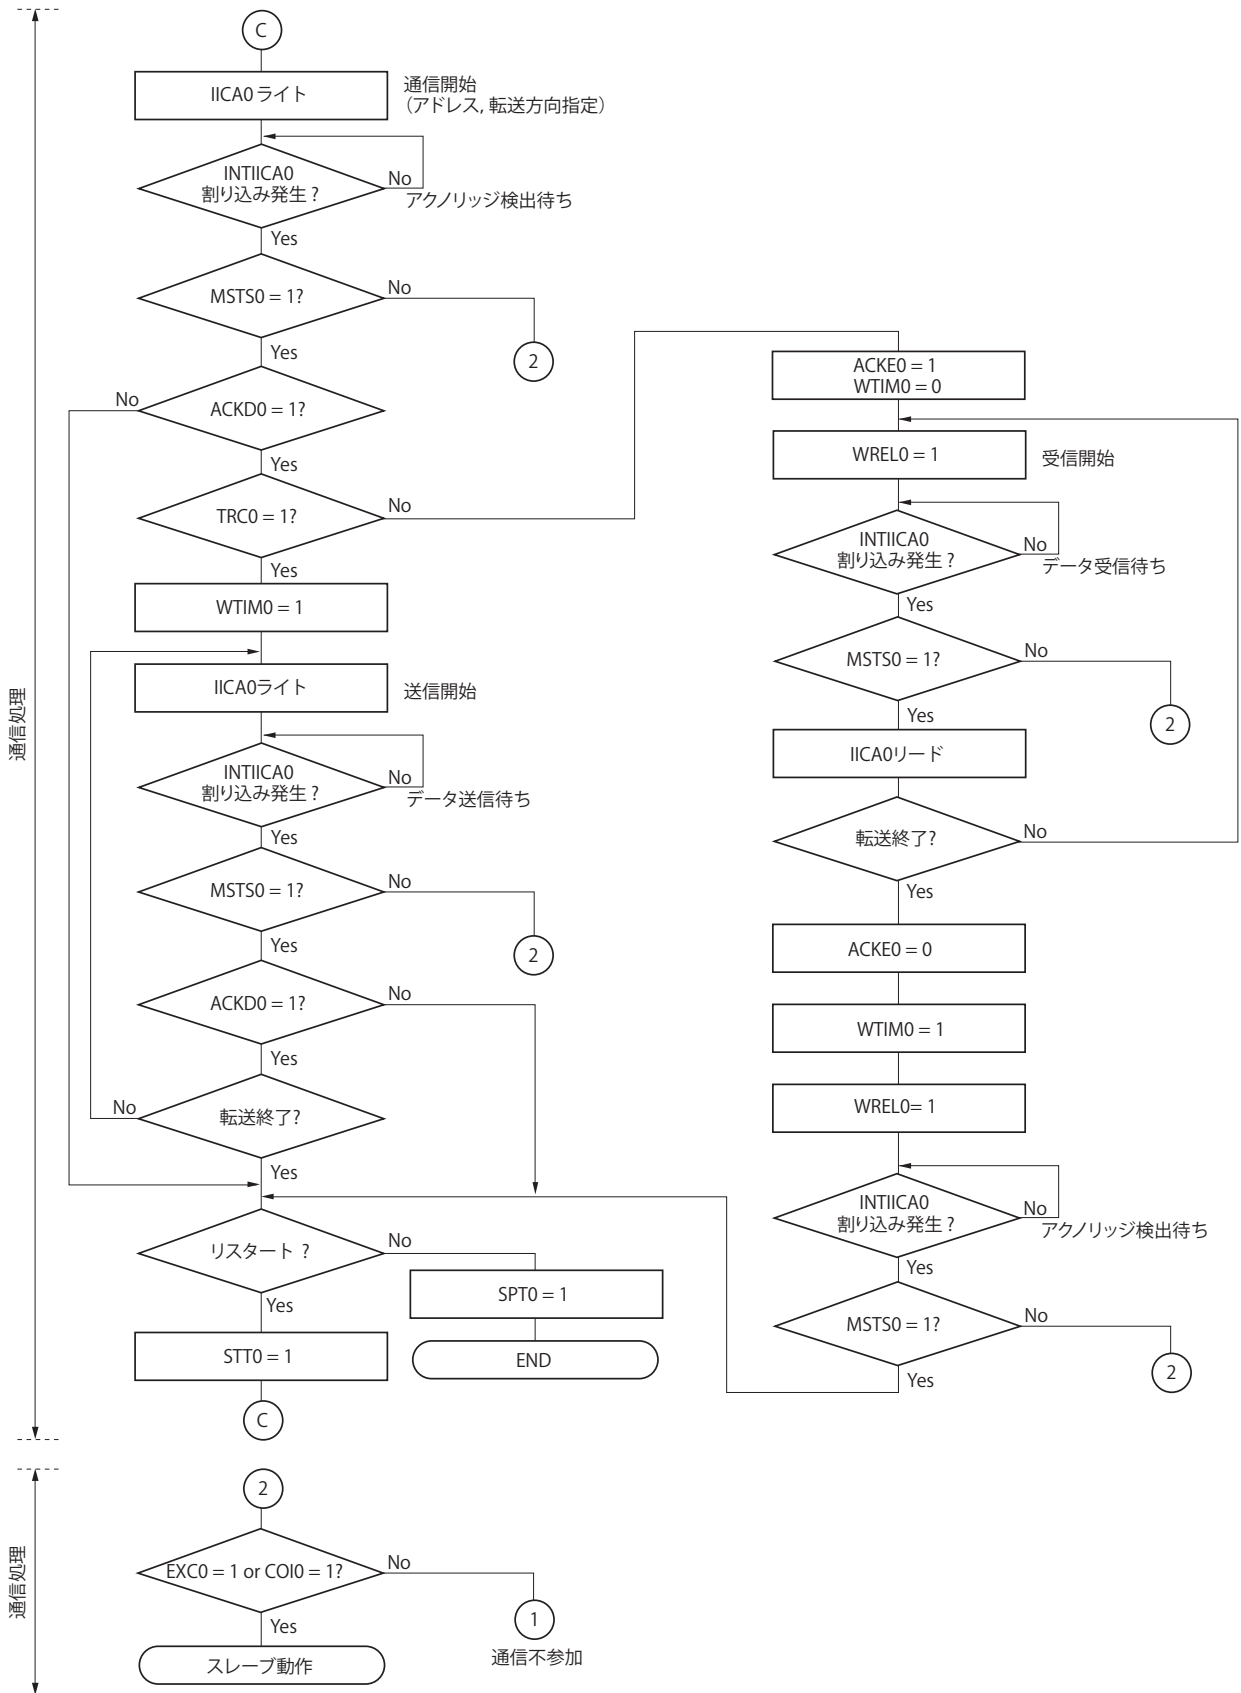 C
IICA0 ライト
通信開始
（アドレス, 転送方向指定）
INTIICA0
割り込み発生 ?
No
アクノリッジ検出待ち
Yes
MSTS0 = 1?
No
2
Yes
ACKD0 = 1?
No
Yes
TRC0 = 1?
No
Yes
WTIM0 = 1
IICA0ライト
送信開始
INTIICA0
割り込み発生 ?
No
データ送信待ち
Yes
MSTS0 = 1?
No
2
Yes
ACKD0 = 1?
No
Yes
転送終了?
No
Yes
リスタート ?
No
Yes
SPT0 = 1
END
STT0 = 1
C
ACKE0 = 1
WTIM0 = 0
WREL0 = 1
受信開始
INTIICA0
割り込み発生 ?
No
データ受信待ち
Yes
MSTS0 = 1?
No
2
Yes
IICA0リード
転送終了?
No
Yes
ACKE0 = 0
WTIM0 = 1
WREL0= 1
INTIICA0
割り込み発生 ?
No
アクノリッジ検出待ち
Yes
MSTS0 = 1?
No
2
Yes
通信処理
2
EXC0 = 1 or COI0 = 1?
No
1
通信不参加
Yes
スレーブ動作
通信処理